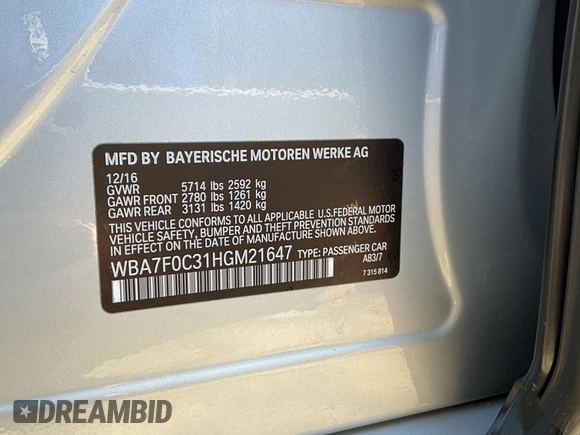 MFD BY BAYERISCHE MOTOREN WERKE AG
12/16
GVWR 5714 lbs 2592 kg
GAWR FRONT 2780 lbs 1261 kg
GAWR REAR 3131 lbs 1420 kg
THIS VEHICLE CONFORMS TO ALL APPLICABLE U.S.FEDERAL MOTOR
VEHICLE SAFETY, BUMPER AND THEFT PREVENTION STANDARDS
IN EFFECT ON THE DATE OF MANUFACTURE SHOWN ABOVE.
WBA7F0C31HGM21647 TYPE: PASSENGER CAR
A83/7
7 315 814
DREAMBID